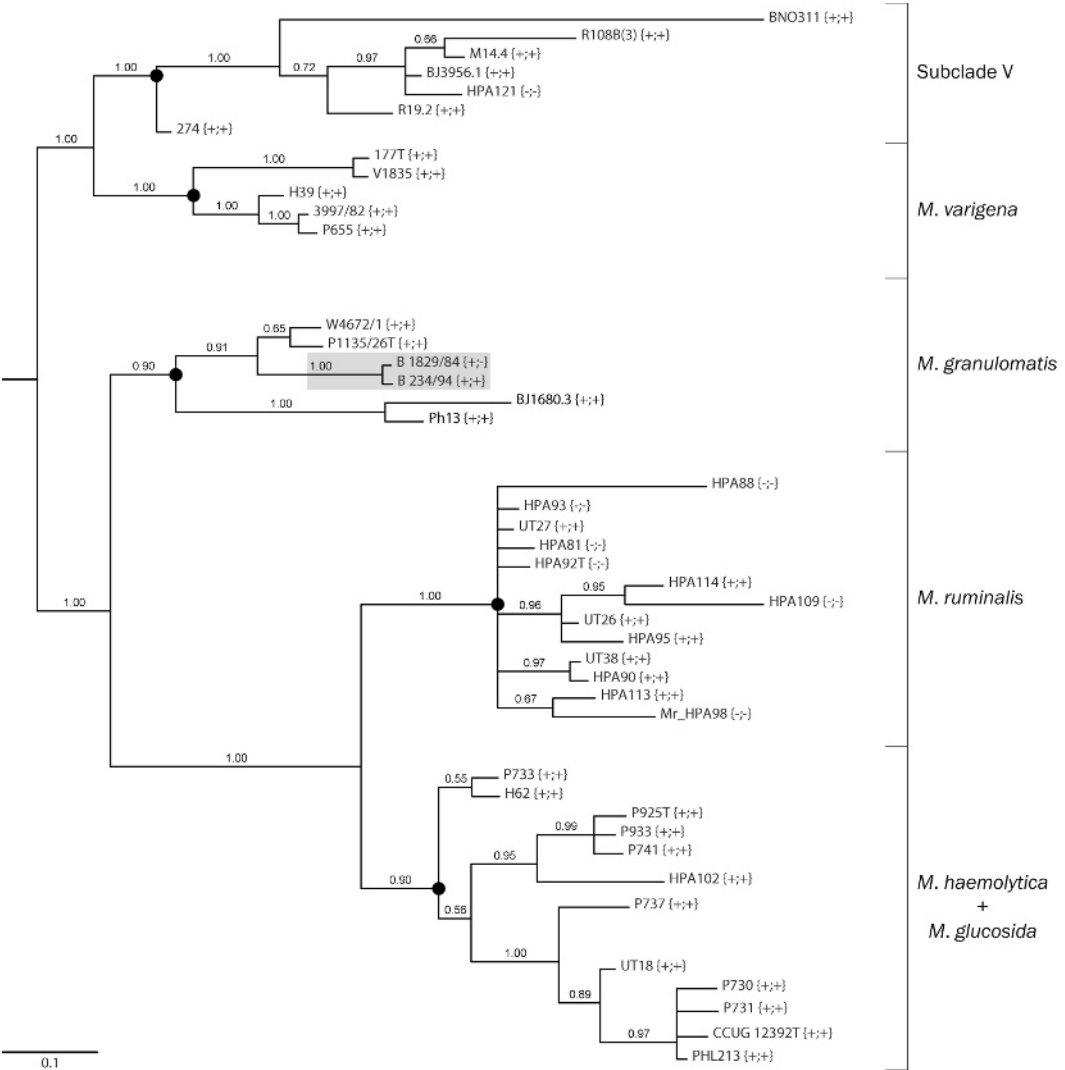 BNO311 {+;+}
0.66
R108B(3) {+;+}
M14.4 {+;+}
1.00
1.00
0.72
0.97
BJ3956.1 {+;+}
HPA121 {-;-}
R19.2 {+;+}
Subclade V
274 {+;+}
1.00
1.00
177T {+;+}
V1835 {+;+}
1.00
H39 {+;+}
1.00
1.00
3997/82 {+;+}
P655 {+;+}
M. varigena
0.65
W4672/1 {+;+}
P1135/26T {+;+}
0.91
0.90
1.00
B 1829/84 {+;-}
B 234/94 {+;+}
M. granulomatis
1.00
BJ1680.3 {+;+}
Ph13 {+;+}
HPA88 {-;-}
HPA93 {-;-}
UT27 {+;+}
HPA81 {-;-}
HPA92T {-;-}
1.00
1.00
0.96
0.95
HPA114 {+;+}
HPA109 {-;-}
UT26 {+;+}
HPA95 {+;+}
M. ruminalis
0.97
UT38 {+;+}
HPA90 {+;+}
0.67
HPA113 {+;+}
Mr_HPA98 {-;-}
1.00
0.55
P733 {+;+}
H62 {+;+}
0.99
P925T {+;+}
P933 {+;+}
P741 {+;+}
0.95
HPA102 {+;+}
0.90
0.56
P737 {+;+}
M. haemolytica
+
M. glucosida
1.00
UT18 {+;+}
0.89
P730 {+;+}
P731 {+;+}
0.97
CCUG 12392T {+;+}
PHL213 {+;+}
0.1